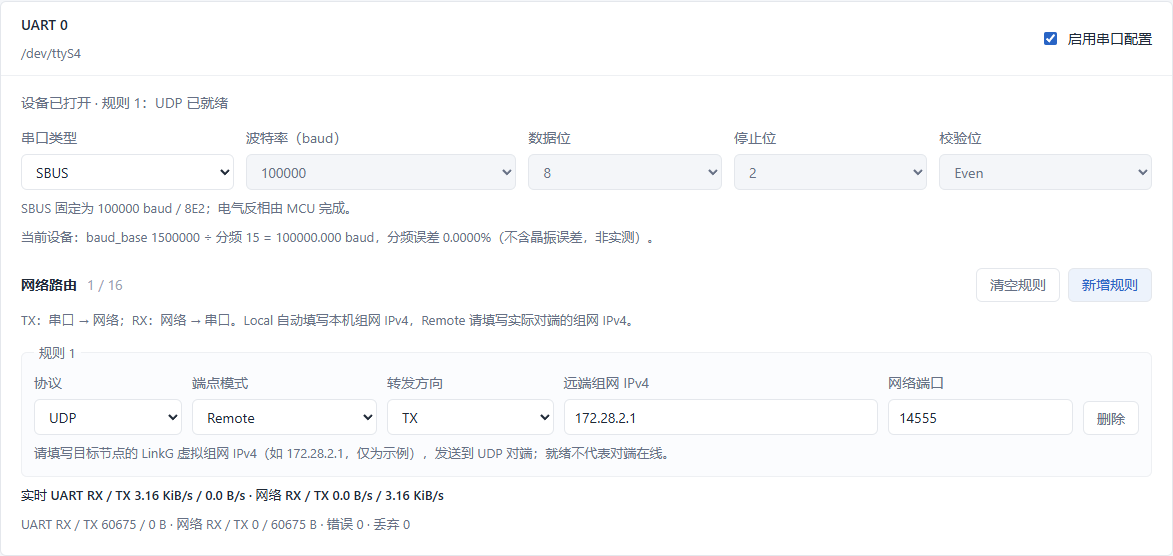 UART 0
/dev/ttyS4
启用串口配置
设备已打开 · 规则 1：UDP 已就绪
串口类型 波特率（baud） 数据位 停止位 校验位
SBUS 100000 8 2 Even
SBUS 固定为 100000 baud / 8E2；电气反相由 MCU 完成。
当前设备：baud_base 1500000 ÷ 分频 15 = 100000.000 baud，分频误差 0.0000%（不含晶振误差，非实测）。
网络路由 1 / 16 清空规则 新增规则
TX：串口 → 网络；RX：网络 → 串口。Local 自动填写本机组网 IPv4，Remote 请填写实际对端的组网 IPv4。
规则 1
协议 端点模式 转发方向 远端组网 IPv4 网络端口
UDP Remote TX 172.28.2.1 14555 删除
请填写目标节点的 LinkG 虚拟组网 IPv4（如 172.28.2.1，仅为示例），发送到 UDP 对端；就绪不代表对端在线。
实时 UART RX / TX 3.16 KiB/s / 0.0 B/s · 网络 RX / TX 0.0 B/s / 3.16 KiB/s
UART RX / TX 60675 / 0 B · 网络 RX / TX 0 / 60675 B · 错误 0 · 丢弃 0